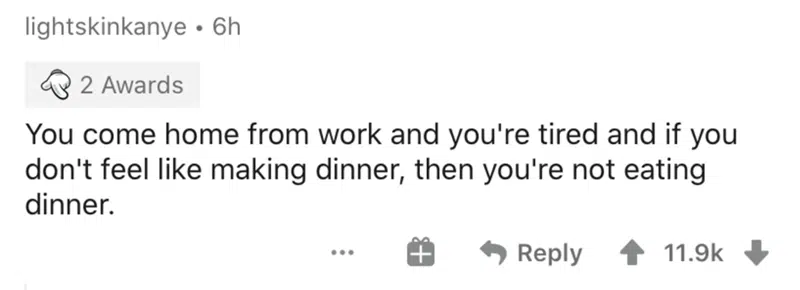 lightskinkanye • 6h
2 Awards
You come home from work and you're tired and if you
don't feel like making dinner, then you're not eating
dinner.
... Reply 11.9k